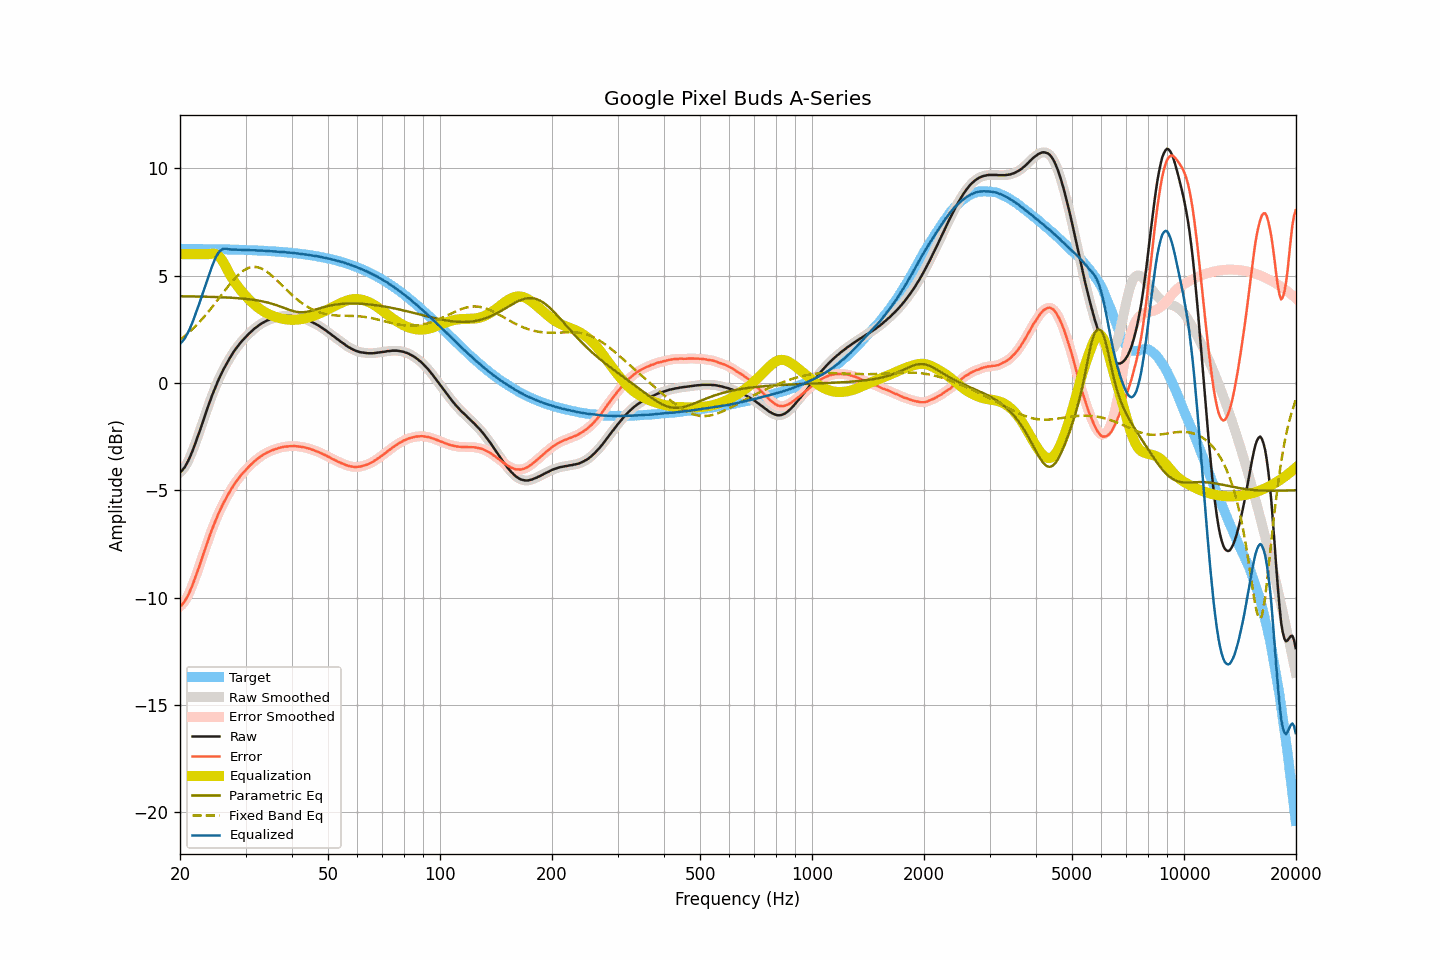 Google Pixel Buds A-Series
10
5
0
−5
−10
−15
−20
Amplitude (dBr)
Target
Raw Smoothed
Error Smoothed
Raw
Error
Equalization
Parametric Eq
Fixed Band Eq
Equalized
20 50 100 200 500 1000 2000 5000 10000 20000
Frequency (Hz)